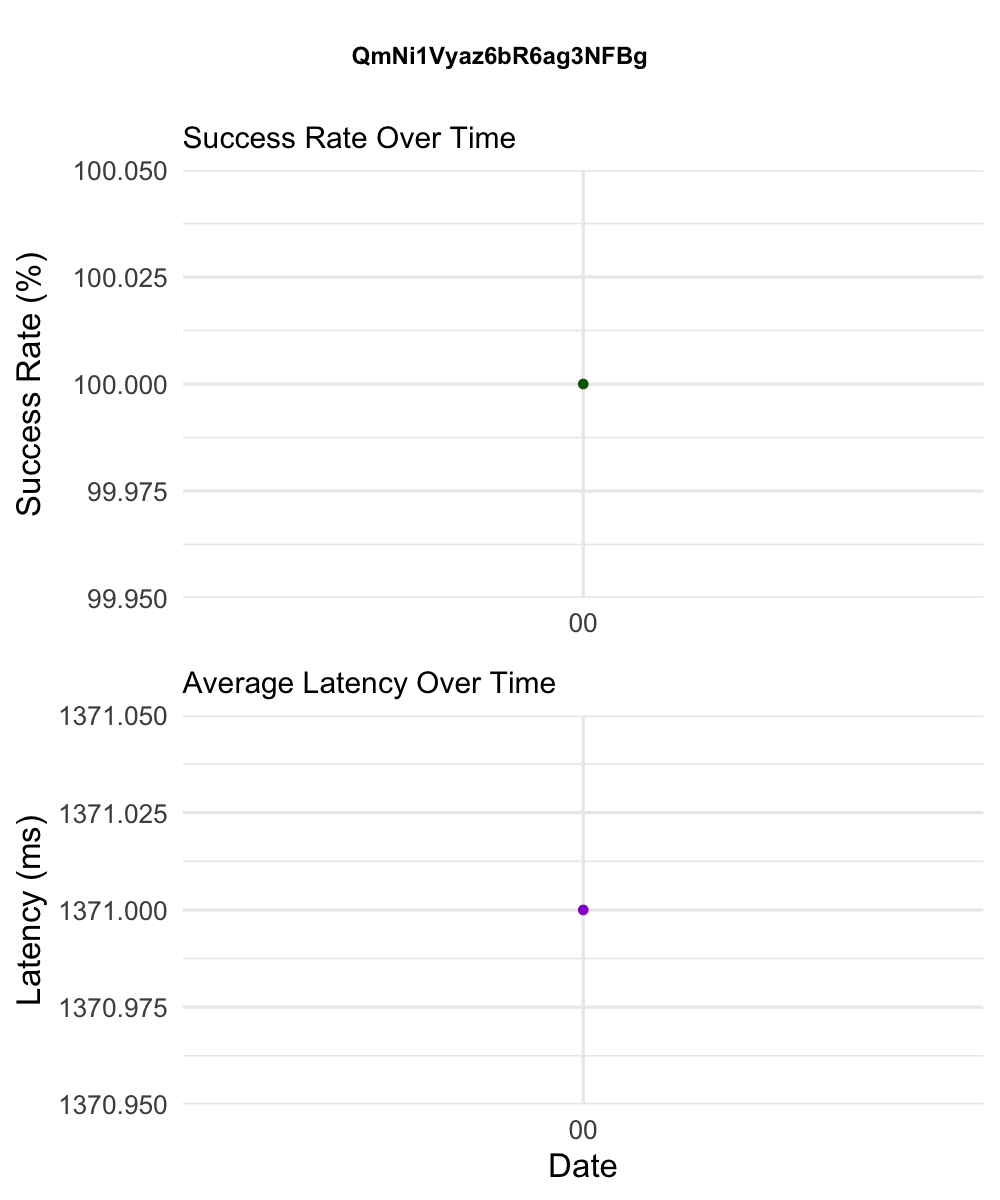 QmNi1Vyaz6bR6ag3NFBg
Success Rate Over Time
100.050
100.025
100.000
99.975
99.950
Success Rate (%)
00
Average Latency Over Time
1371.050
1371.025
1371.000
1370.975
1370.950
Latency (ms)
00
Date